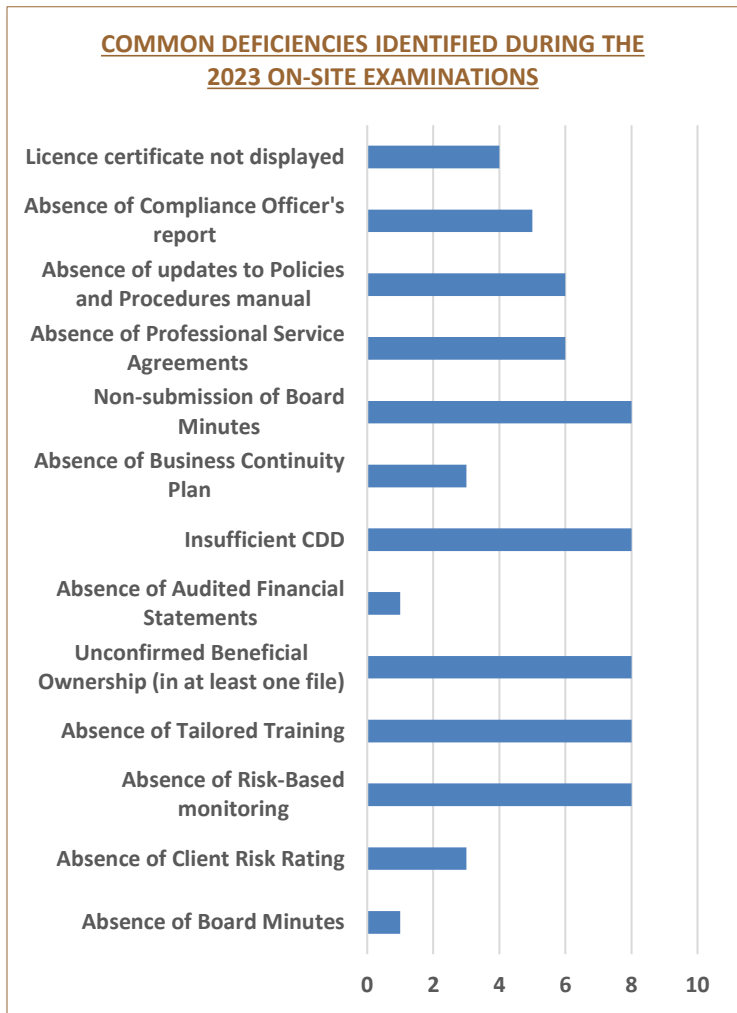 COMMON DEFICIENCIES IDENTIFIED DURING THE
2023 ON-SITE EXAMINATIONS
Licence certificate not displayed
Absence of Compliance Officer's
report
Absence of updates to Policies
and Procedures manual
Absence of Professional Service
Agreements
Non-submission of Board
Minutes
Absence of Business Continuity
Plan
Insufficient CDD
Absence of Audited Financial
Statements
Unconfirmed Beneficial
Ownership (in at least one file)
Absence of Tailored Training
Absence of Risk-Based
monitoring
Absence of Client Risk Rating
Absence of Board Minutes
0 2 4 6 8 10